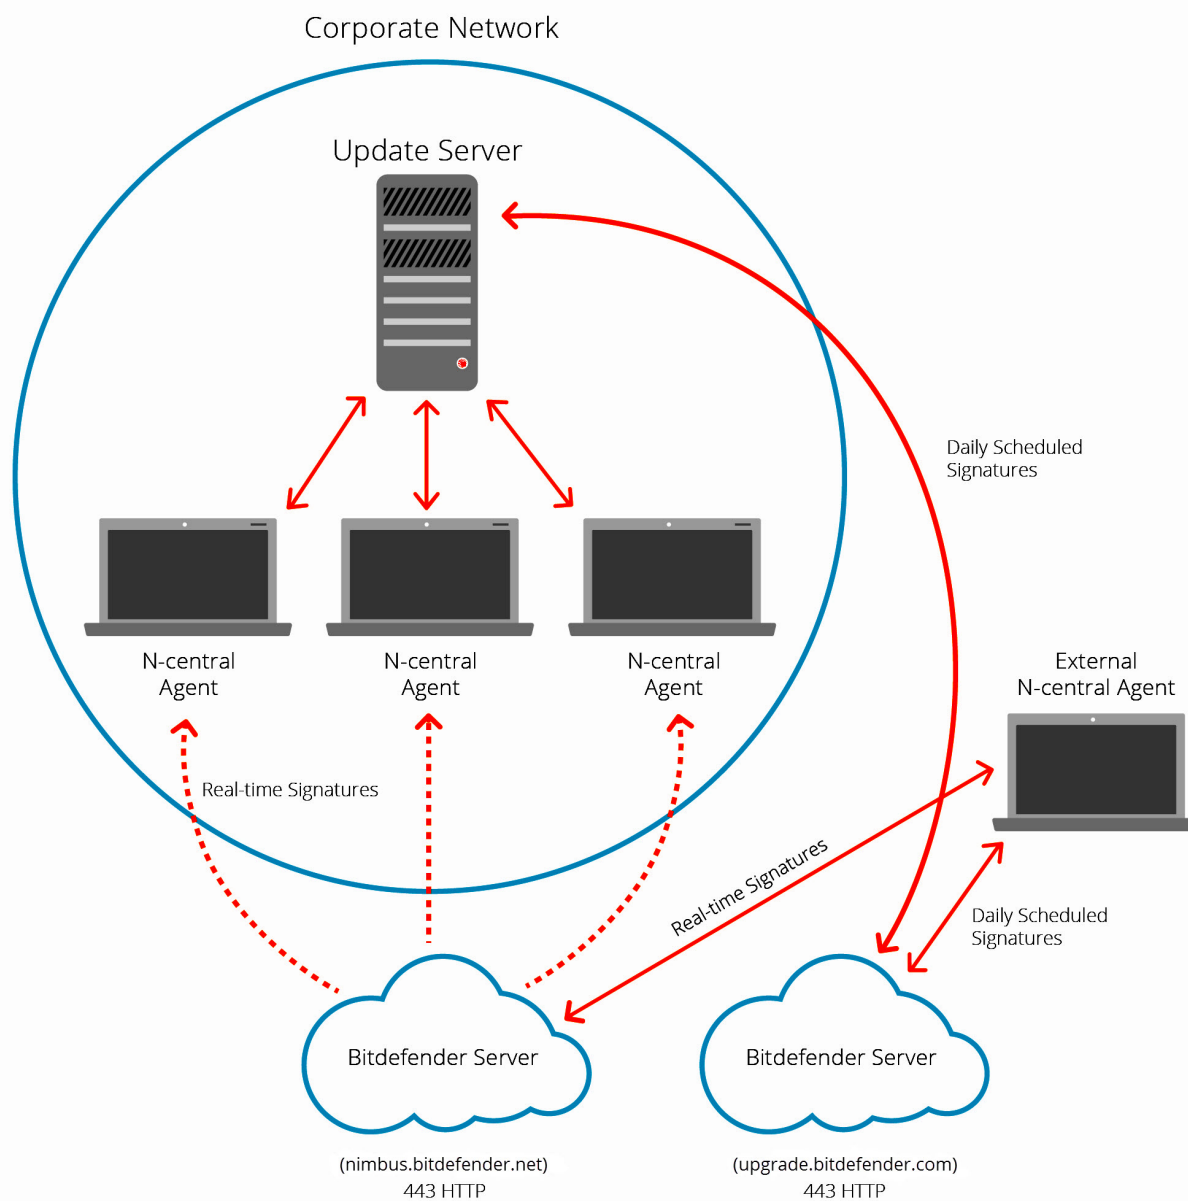 Corporate Network
Update Server
Daily Scheduled
Signatures
N-central
Agent
N-central
Agent
N-central
Agent
External
N-central Agent
Real-time Signatures
Real-time Signatures
Daily Scheduled
Signatures
Bitdefender Server
Bitdefender Server
(nimbus.bitdefender.net)
443 HTTP
(upgrade.bitdefender.com)
443 HTTP